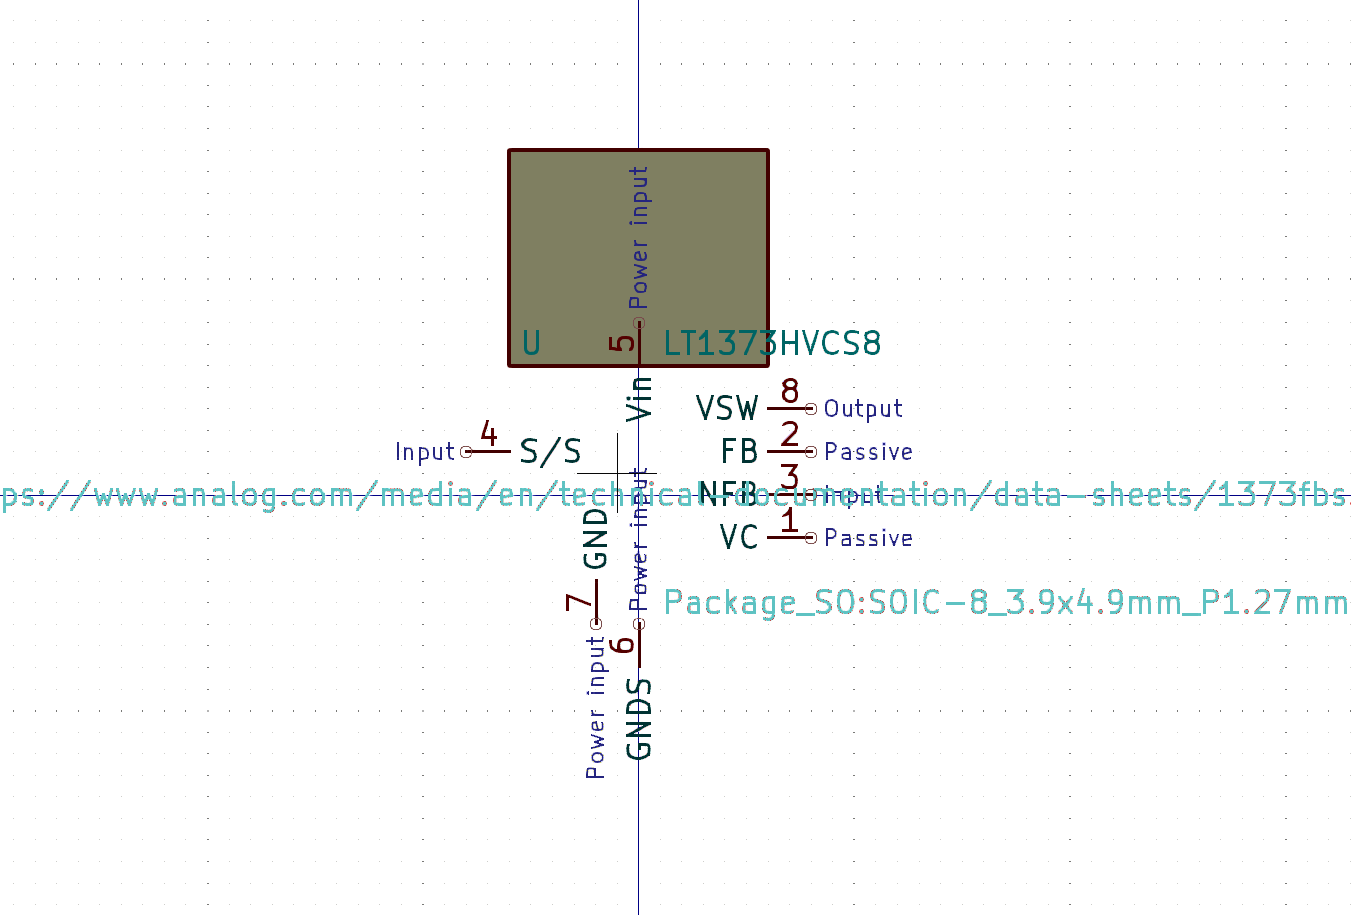 Power input
U
5
LT1373HVCS8
Vin
VSW
8
Output
Input
4
S/S
FB
2
Passive
NFB
3
Input
ps://www.analog.com/media/en/technical-documentation/data-sheets/1373fbs
VC
1
Passive
GND
7
Power input
Power input
6
GNDS
Package_SO:SOIC-8_3.9x4.9mm_P1.27mm